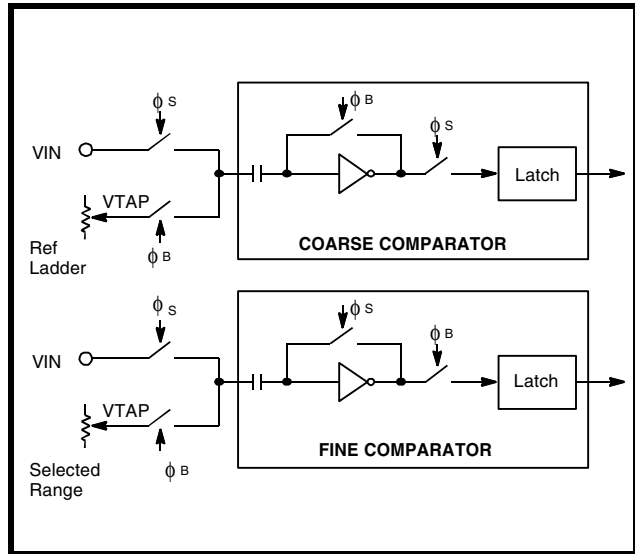 ϕ S
ϕ B
ϕ S
VIN
Latch
VTAP
COARSE COMPARATOR
Ref
Ladder
ϕ B
ϕ S
ϕ S
ϕ B
VIN
Latch
VTAP
FINE COMPARATOR
Selected
Range
ϕ B